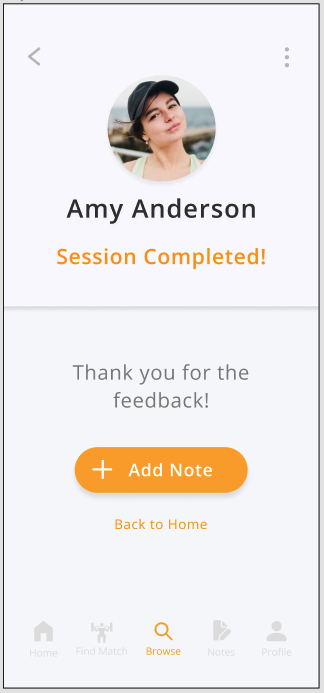 Amy Anderson
Session Completed!
Thank you for the
feedback!
Add Note
Back to Home
Home
Find Match
Browse
Notes
Profile